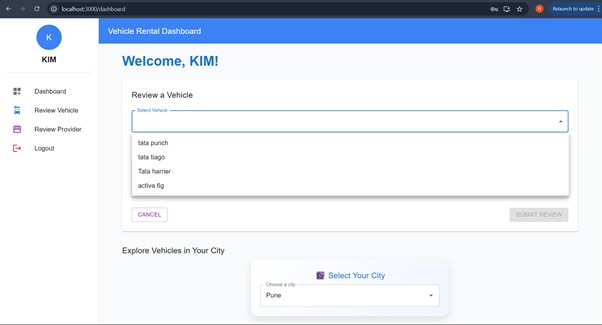 localhost:3000/dashboard
R
Relaunch to update
K
KIM
Dashboard
Review Vehicle
Review Provider
Logout
Vehicle Rental Dashboard
Welcome, KIM!
Review a Vehicle
Select Vehicle
tata punch
tata tiago
Tata harrier
activa 6g
CANCEL
SUBMIT REVIEW
Explore Vehicles in Your City
Select Your City
Choose a city
Pune